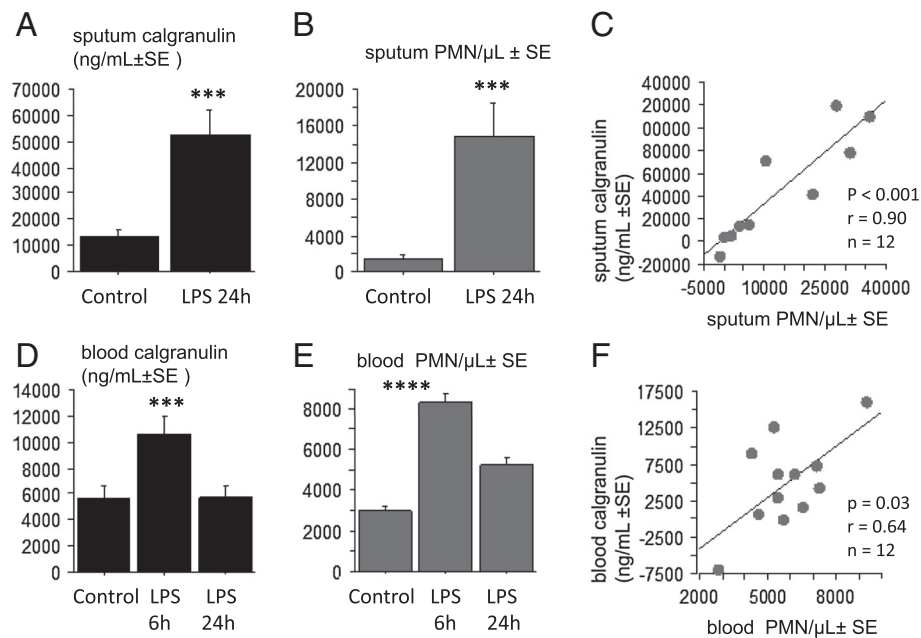 A
sputum calgranulin
(ng/mL±SE )
70000
60000
50000
40000
30000
20000
10000
0
***
Control
LPS 24h
B
sputum PMN/µL ± SE
20000
16000
12000
8000
4000
0
***
Control
LPS 24h
C
sputum calgranulin
(ng/mL ±SE)
40000
20000
00000
80000
60000
40000
20000
0
-20000
P < 0.001
r = 0.90
n = 12
-5000
10000
25000
40000
sputum PMN/µL± SE
D
blood calgranulin
(ng/mL±SE )
14000
12000
10000
8000
6000
4000
2000
0
***
Control
LPS
6h
LPS
24h
E
blood PMN/µL± SE
8000
6000
4000
2000
0
****
Control
LPS
6h
LPS
24h
F
blood calgranulin
(ng/mL ±SE)
17500
12500
7500
2500
-2500
-7500
p = 0.03
r = 0.64
n = 12
2000
5000
8000
blood PMN/µL± SE